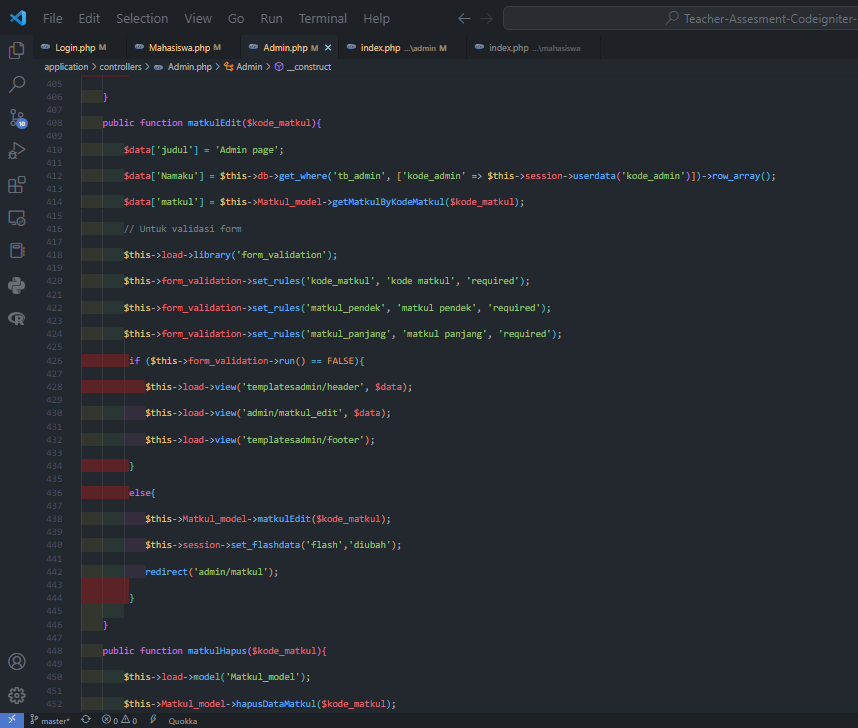 File Edit Selection View Go Run Terminal Help
Teacher-Assesment-Codeigniter-
Login.php M Mahasiswa.php M Admin.php M index.php ...\admin M index.php ...\mahasiswa
application > controllers > Admin.php > Admin > __construct
405
406 }
407
408 public function matkulEdit($kode_matkul){
409
410 $data['judul'] = 'Admin page';
411
412 $data['Namaku'] = $this->db->get_where('tb_admin', ['kode_admin' => $this->session->userdata('kode_admin')])->row_array();
413
414 $data['matkul'] = $this->Matkul_model->getMatkulByKodeMatkul($kode_matkul);
415
416 // Untuk validasi form
417
418 $this->load->library('form_validation');
419
420 $this->form_validation->set_rules('kode_matkul', 'kode matkul', 'required');
421
422 $this->form_validation->set_rules('matkul_pendek', 'matkul pendek', 'required');
423
424 $this->form_validation->set_rules('matkul_panjang', 'matkul panjang', 'required');
425
426 if ($this->form_validation->run() == FALSE){
427
428 $this->load->view('templatesadmin/header', $data);
429
430 $this->load->view('admin/matkul_edit', $data);
431
432 $this->load->view('templatesadmin/footer');
433
434 }
435
436 else{
437
438 $this->Matkul_model->matkulEdit($kode_matkul);
439
440 $this->session->set_flashdata('flash','diubah');
441
442 redirect('admin/matkul');
443
444 }
445
446 }
447
448 public function matkulHapus($kode_matkul){
449
450 $this->load->model('Matkul_model');
451
452 $this->Matkul_model->hapusDataMatkul($kode_matkul);
10
master* 0 0 Quokka